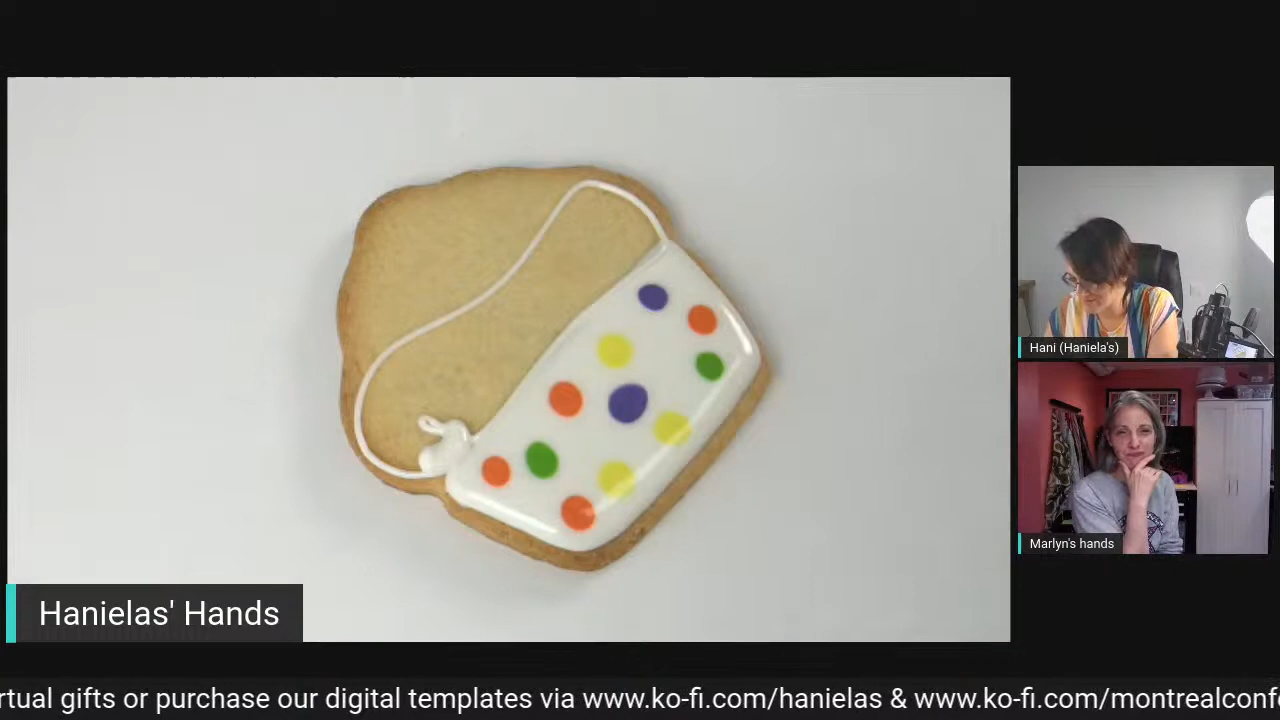 Hani (Haniela's)
Marlyn's hands
Hanielas' Hands
rtual gifts or purchase our digital templates via www.ko-fi.com/hanielas & www.ko-fi.com/montrealconf